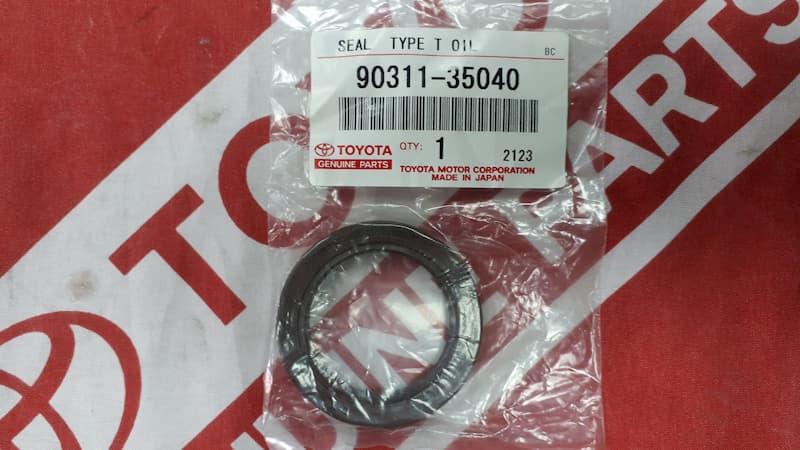 SEAL TYPE T OIL
BC
90311-35040
TOYOTA
GENUINE PARTS
QTY: 1
2123
TOYOTA MOTOR CORPORATION
MADE IN JAPAN
PARTS